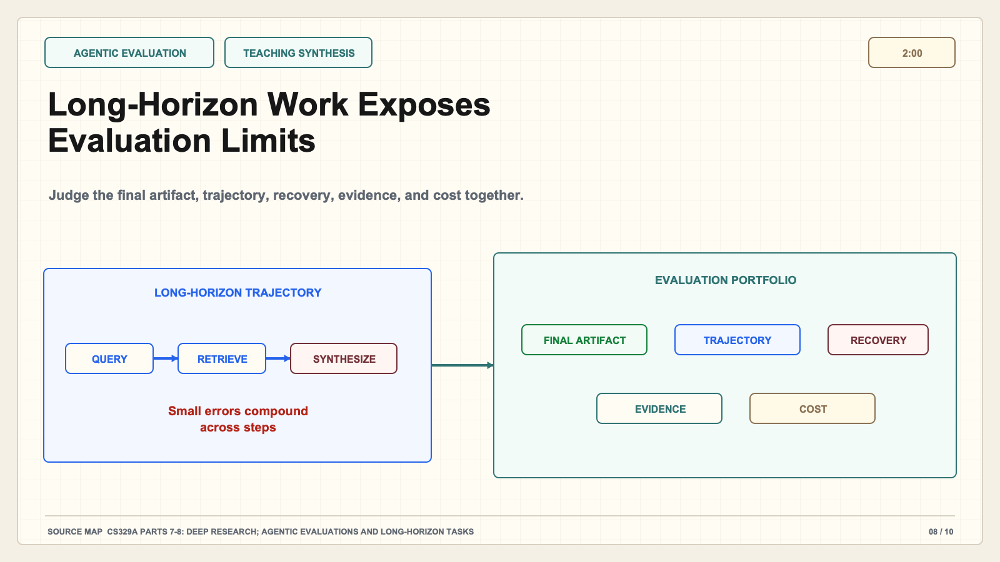 AGENTIC EVALUATION
TEACHING SYNTHESIS
2:00
Long-Horizon Work Exposes
Evaluation Limits
Judge the final artifact, trajectory, recovery, evidence, and cost together.
LONG-HORIZON TRAJECTORY
QUERY
RETRIEVE
SYNTHESIZE
Small errors compound
across steps
EVALUATION PORTFOLIO
FINAL ARTIFACT
TRAJECTORY
RECOVERY
EVIDENCE
COST
SOURCE MAP  CS329A PARTS 7-8: DEEP RESEARCH; AGENTIC EVALUATIONS AND LONG-HORIZON TASKS
08 / 10